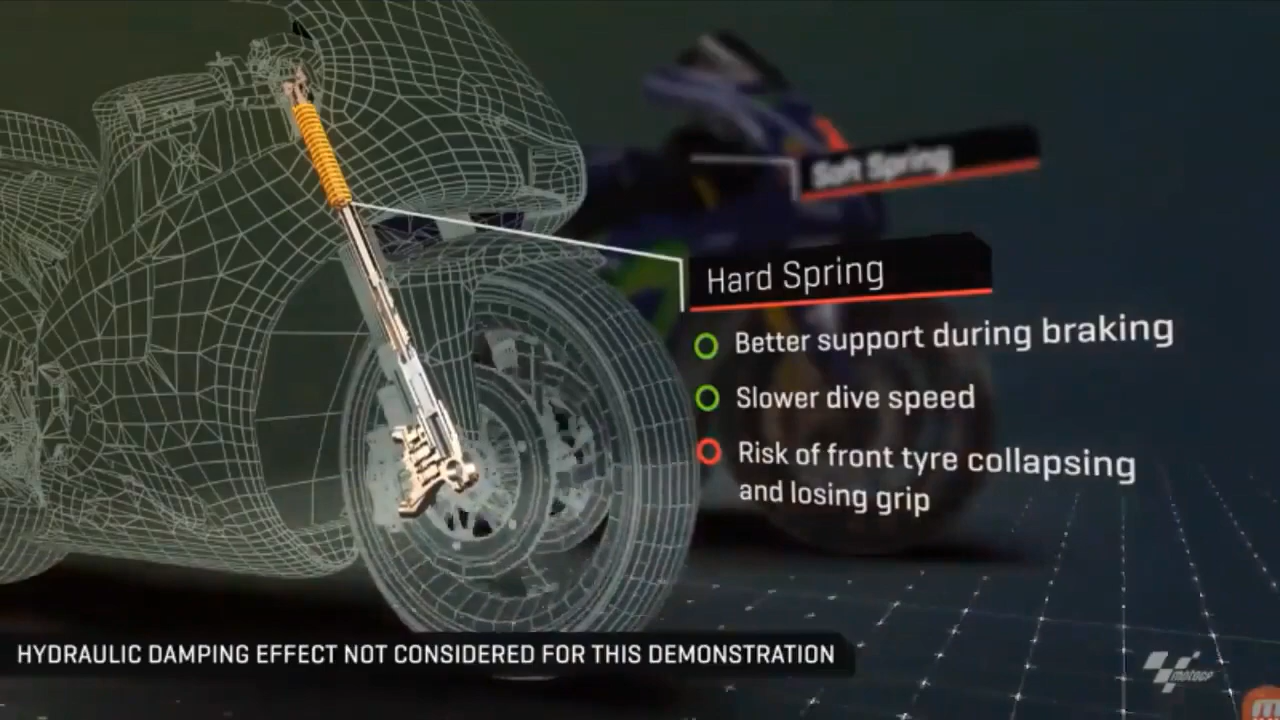 Soft Spring
Hard Spring
Better support during braking
Slower dive speed
Risk of front tyre collapsing
and losing grip
HYDRAULIC DAMPING EFFECT NOT CONSIDERED FOR THIS DEMONSTRATION
motogp